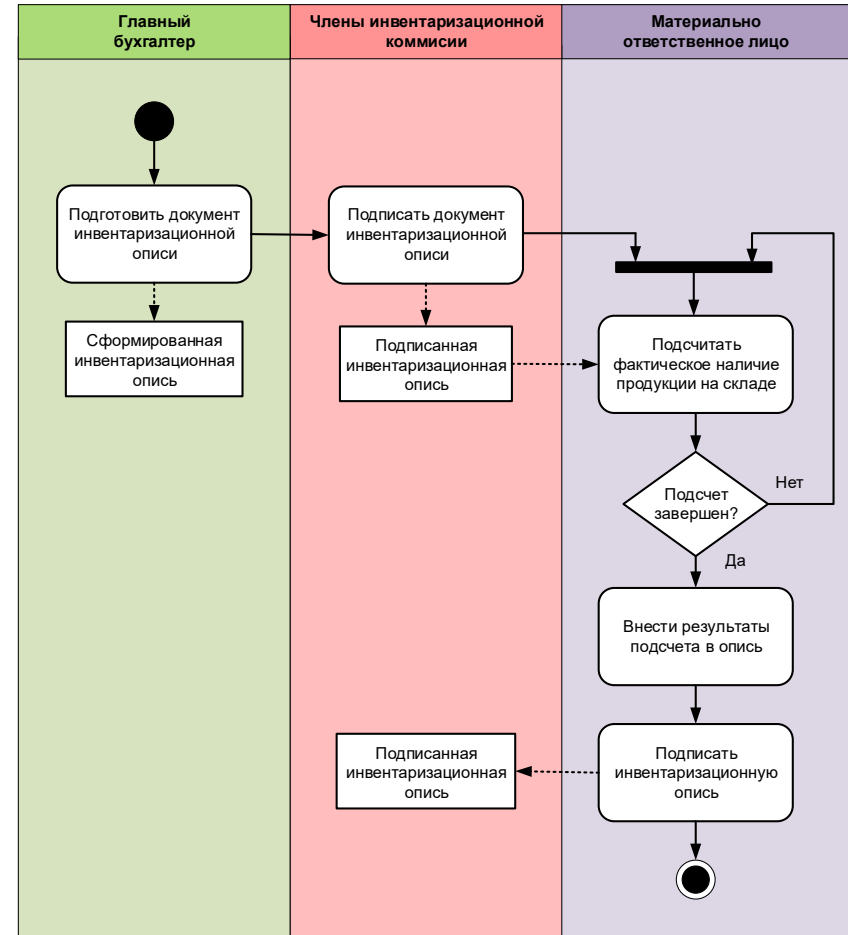 Главный
бухгалтер
Члены инвентаризационной
коммисии
Материально
ответственное лицо
Подготовить документ
инвентаризационной
описи
Подписать документ
инвентаризационной
описи
Сформированная
инвентаризационная
опись
Подписанная
инвентаризационная
опись
Подсчитать
фактическое наличие
продукции на складе
Подсчет
завершен?
Нет
Да
Внести результаты
подсчета в опись
Подписанная
инвентаризационная
опись
Подписать
инвентаризационную
опись